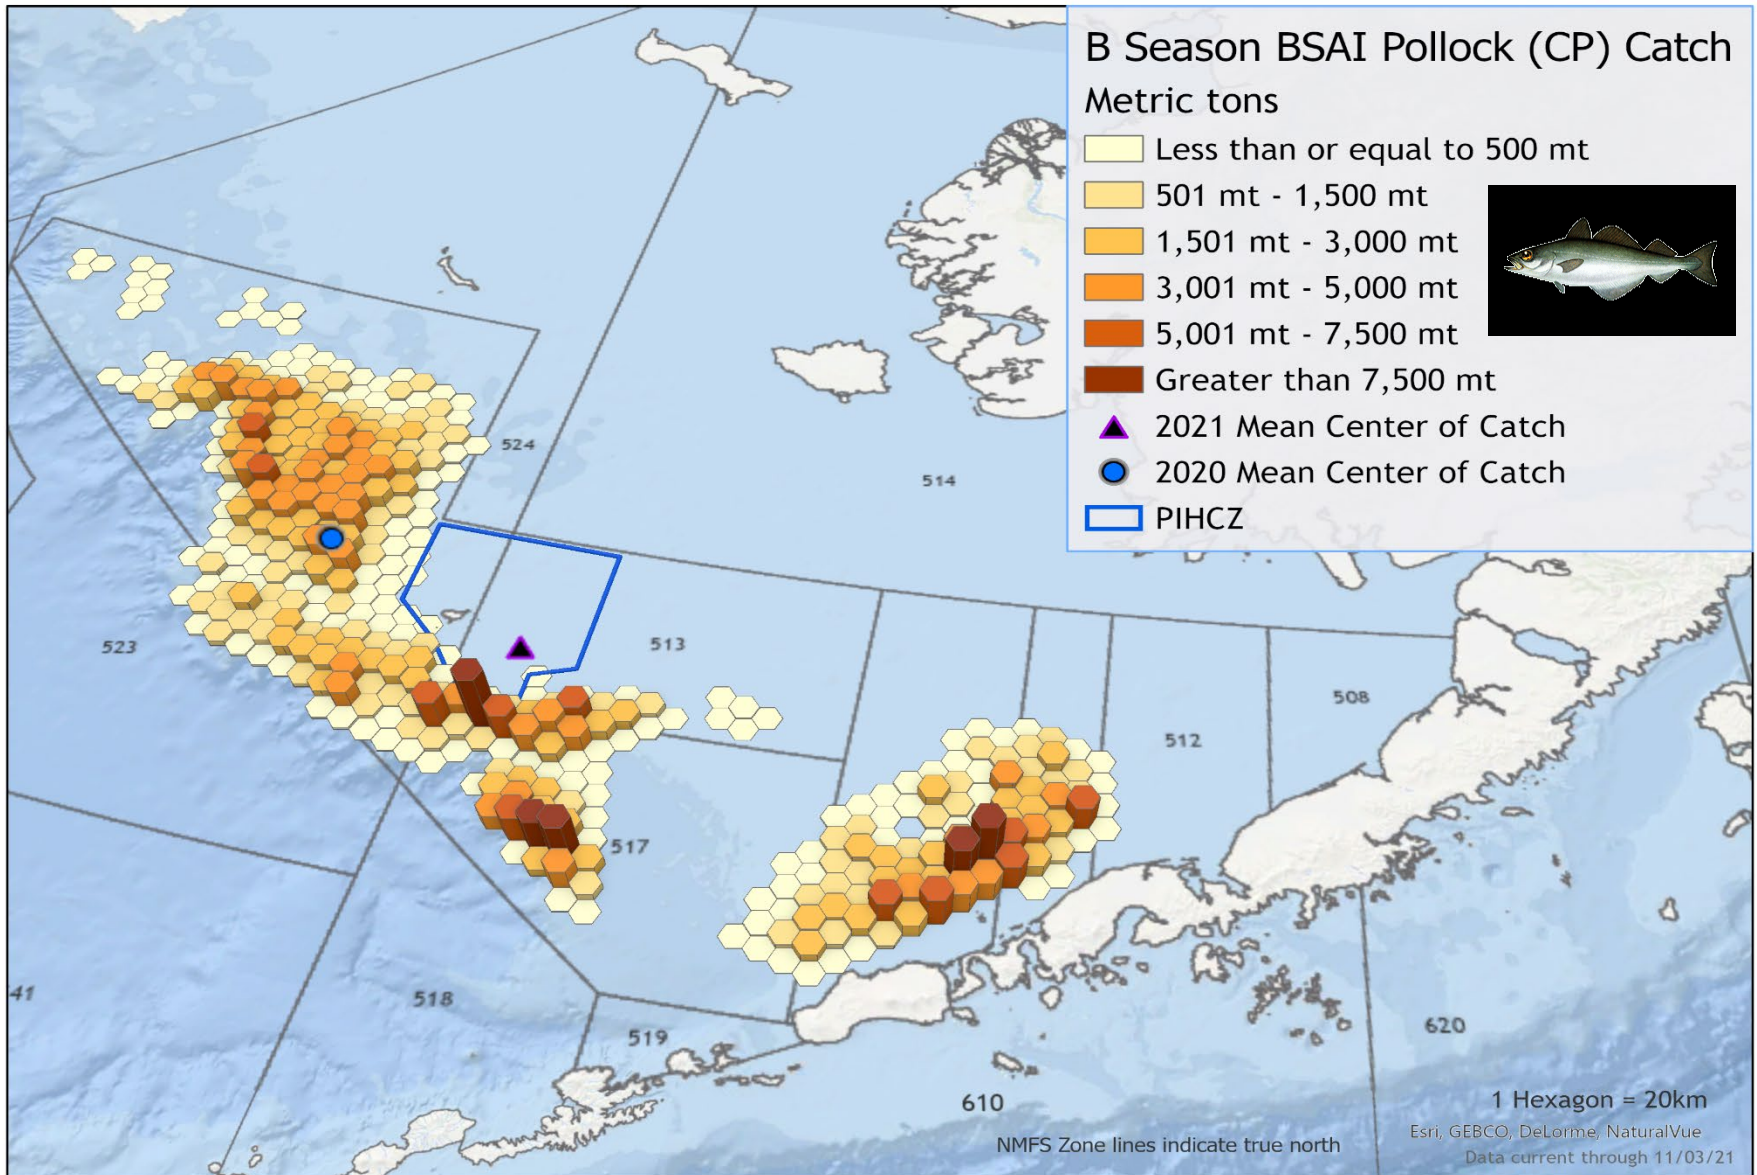 B Season BSAI Pollock (CP) Catch
Metric tons
Less than or equal to 500 mt
501 mt - 1,500 mt
1,501 mt - 3,000 mt
3,001 mt - 5,000 mt
5,001 mt - 7,500 mt
Greater than 7,500 mt
2021 Mean Center of Catch
2020 Mean Center of Catch
PIHCZ
524
514
523
513
508
512
517
41
518
519
620
610
1 Hexagon = 20km
NMFS Zone lines indicate true north
Esri, GEBCO, DeLorme, NaturalVue
Data current through 11/03/21